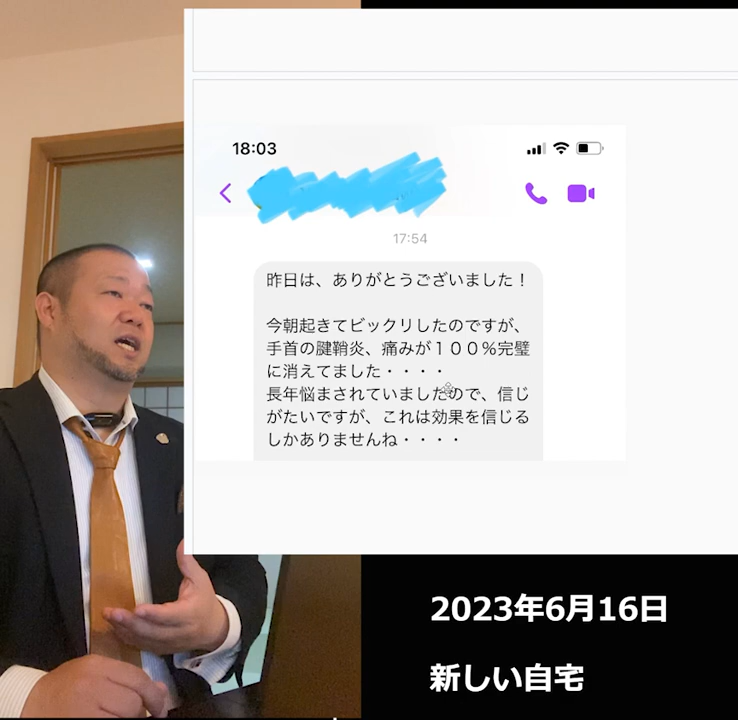 18:03
17:54
昨日は、ありがとうございました！
今朝起きてビックリしたのですが、
手首の腱鞘炎、痛みが１００％完璧
に消えてました・・・・
長年悩まされていましたので、信じ
がたいですが、これは効果を信じる
しかありませんね・・・・
2023年6月16日
新しい自宅